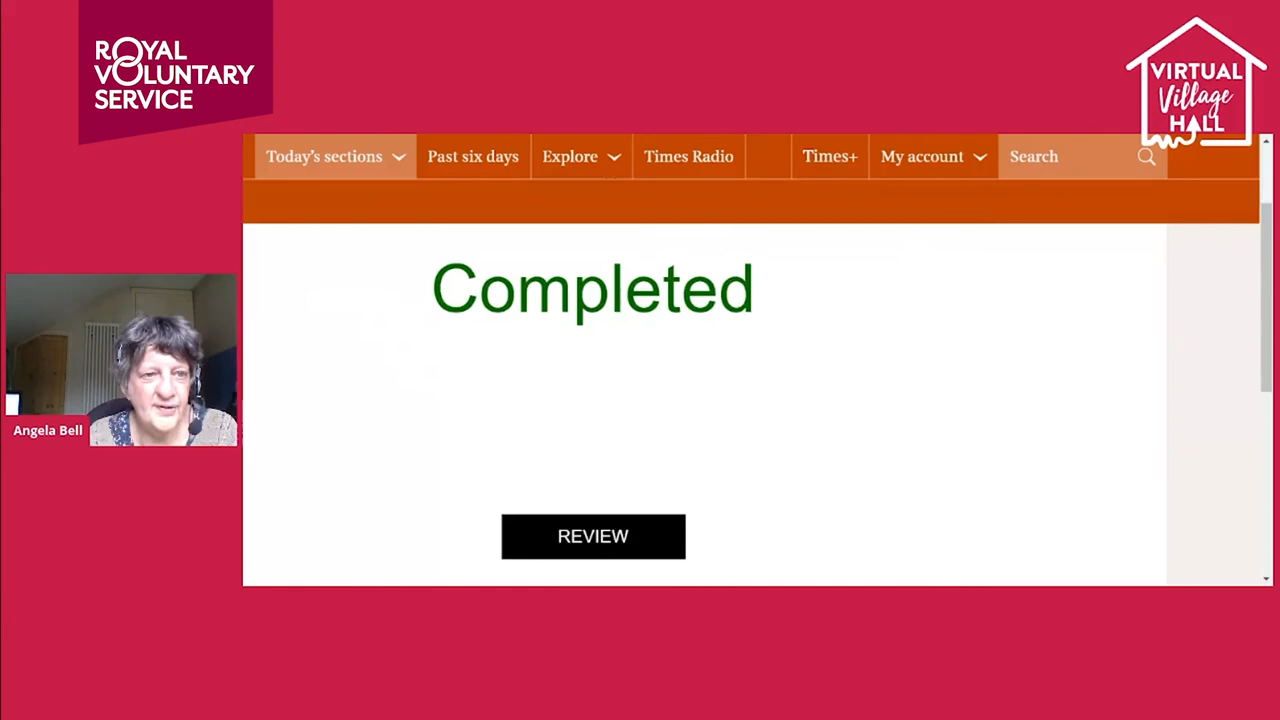 ROYAL
VOLUNTARY
SERVICE
VIRTUAL
Village
HALL
Today's sections
Past six days
Explore
Times Radio
Times+
My account
Search
Completed
Angela Bell
REVIEW